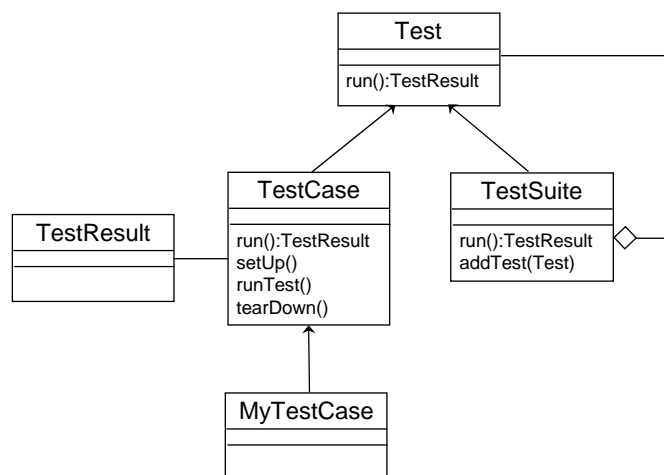 Test
run():TestResult
TestCase
run():TestResult
setUp()
runTest()
tearDown()
TestSuite
run():TestResult
addTest(Test)
TestResult
MyTestCase